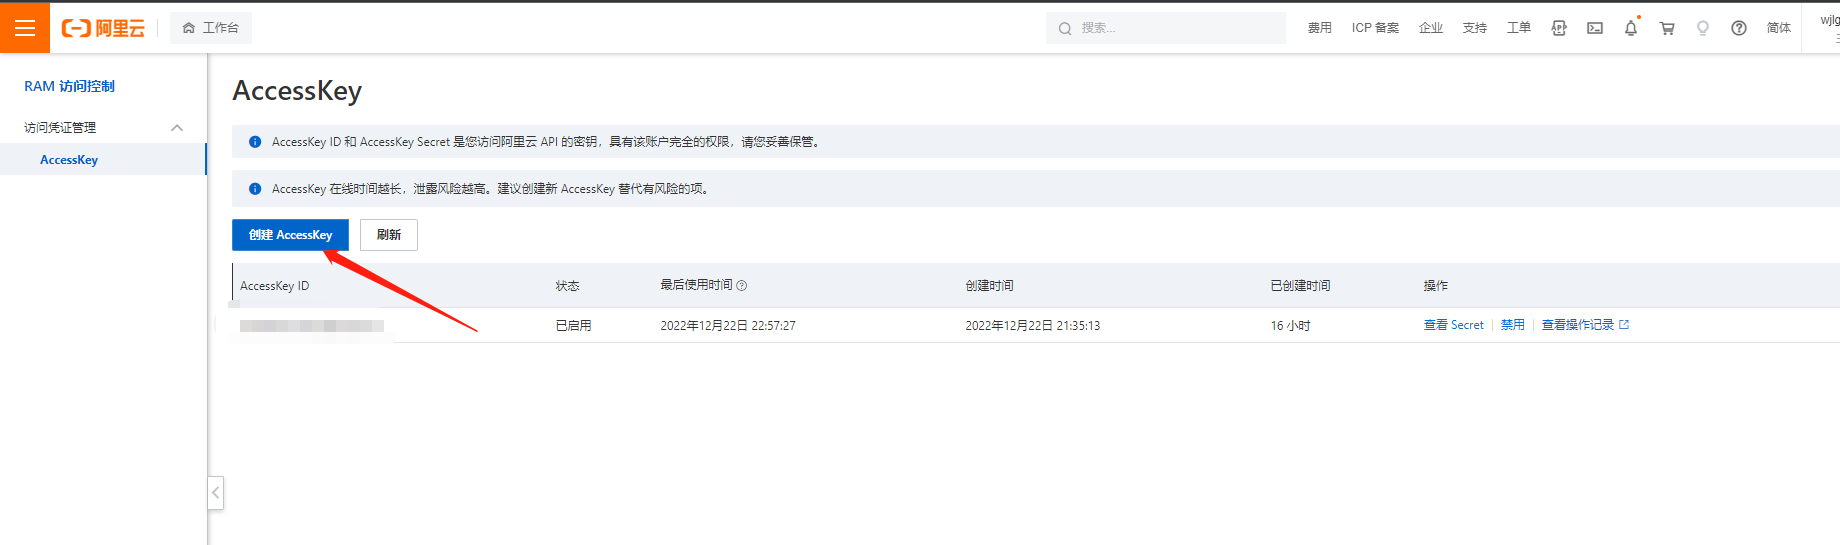 阿里云 工作台 搜索... 费用 ICP 备案 企业 支持 工单 简体 wjlg
RAM 访问控制
访问凭证管理
AccessKey
AccessKey
AccessKey ID 和 AccessKey Secret 是您访问阿里云 API 的密钥，具有该账户完全的权限，请您妥善保管。
AccessKey 在线时间越长，泄露风险越高。建议创建新 AccessKey 替代有风险的项。
创建 AccessKey 刷新
AccessKey ID 状态 最后使用时间 创建时间 已创建时间 操作
已启用 2022年12月22日 22:57:27 2022年12月22日 21:35:13 16 小时 查看 Secret 禁用 查看操作记录